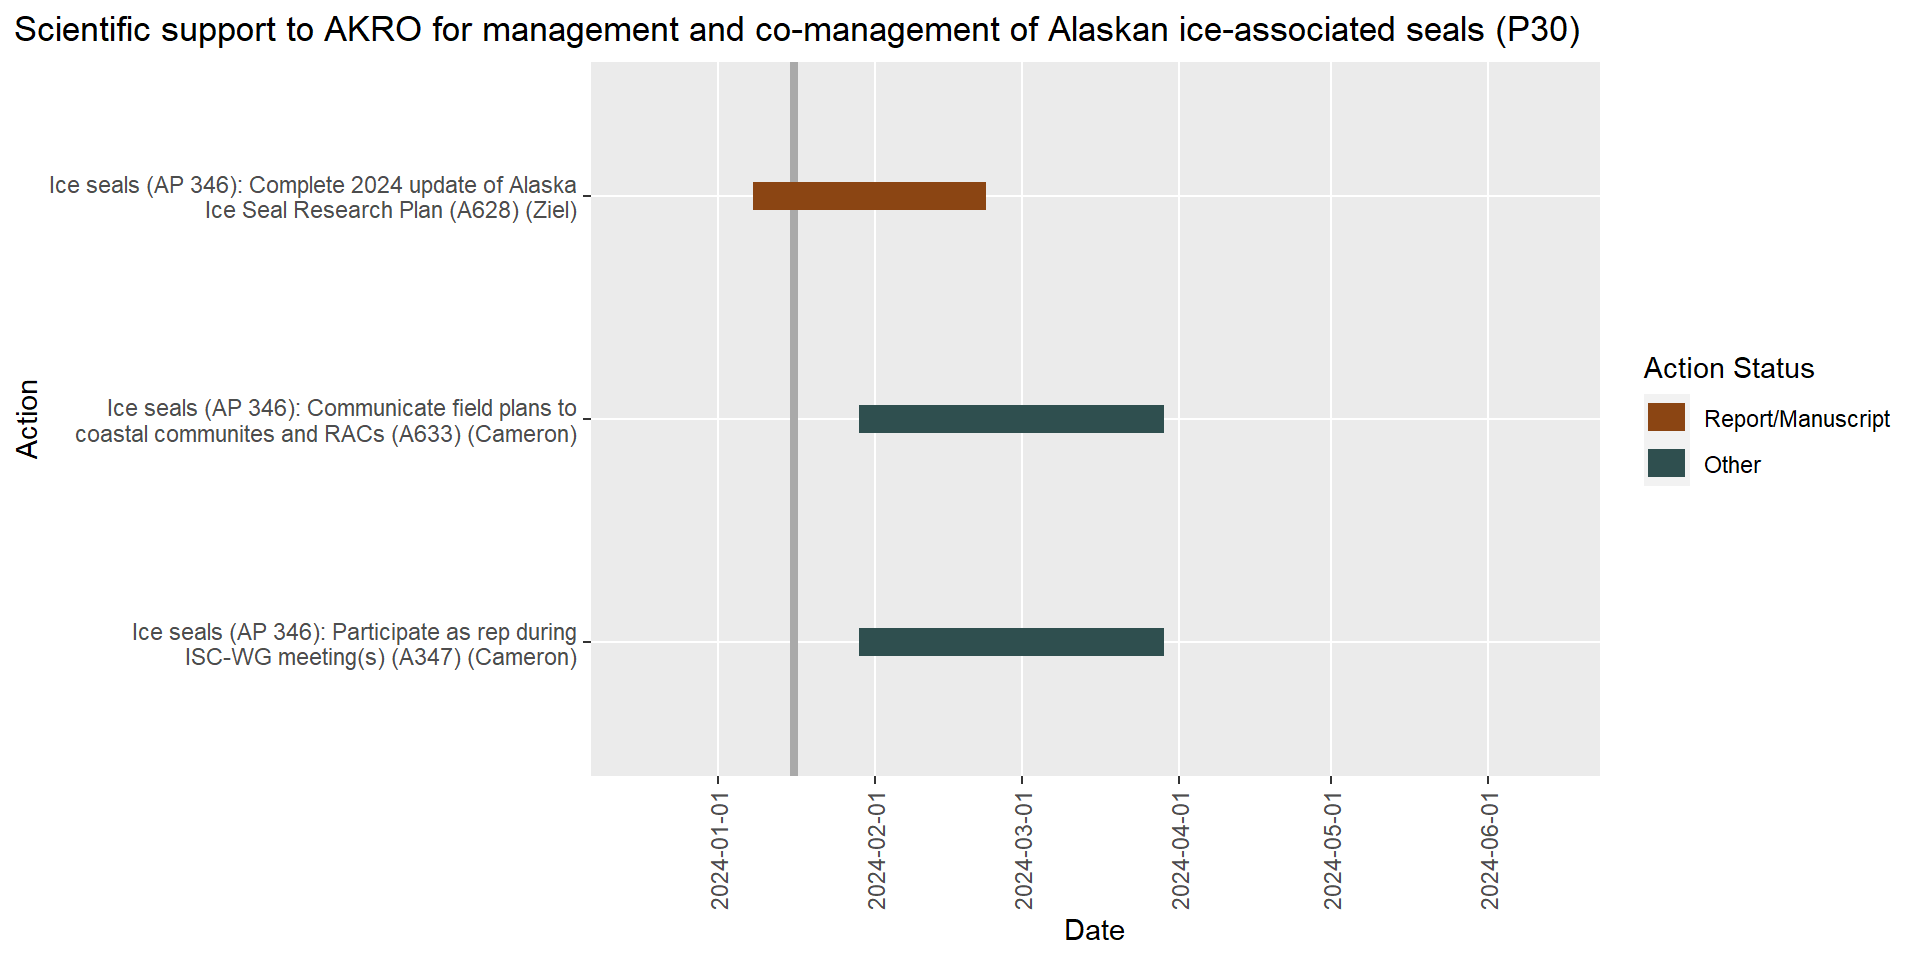 Scientific support to AKRO for management and co-management of Alaskan ice-associated seals (P30)
Action
Ice seals (AP 346): Complete 2024 update of Alaska
Ice Seal Research Plan (A628) (Ziel)
Ice seals (AP 346): Communicate field plans to
coastal communites and RACs (A633) (Cameron)
Ice seals (AP 346): Participate as rep during
ISC-WG meeting(s) (A347) (Cameron)
2024-01-01
2024-02-01
2024-03-01
2024-04-01
2024-05-01
2024-06-01
Date
Action Status
Report/Manuscript
Other